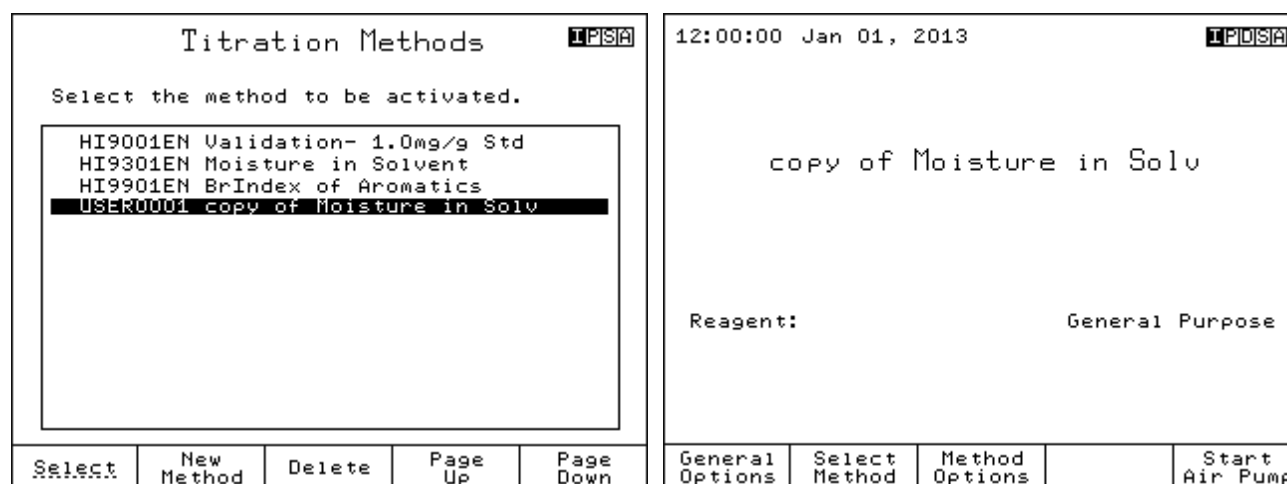 Titration Methods
IPSA
Select the method to be activated.
HI9001EN Validation- 1.0mg/g Std
HI9301EN Moisture in Solvent
HI9901EN BrIndex of Aromatics
USER0001 copy of Moisture in Solv
Select
New Method
Delete
Page Up
Page Down
12:00:00 Jan 01, 2013
IPDSA
copy of Moisture in Solv
Reagent: General Purpose
General Options
Select Method
Method Options
Start Air Pump